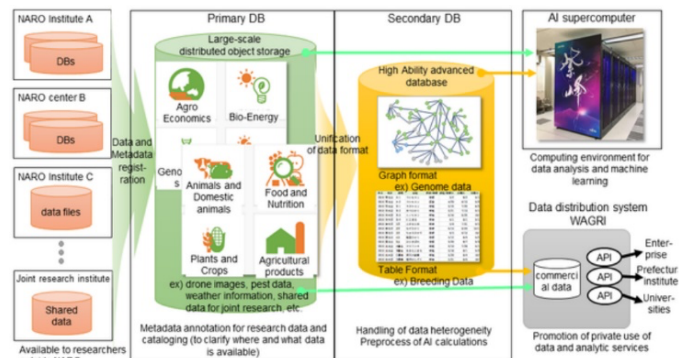 NARO Institute A
DBs
NARO center B
DBs
NARO Institute C
data files
Joint research institute
Shared
data
Available to researchers
Data and
Metadata
regist-
ration
Primary DB
Large-scale
distributed object storage
Agro
Economics
Bio-Energy
Geno
s
Animals and
Domestic
animals
Food and
Nutrition
Plants and
Crops
Agricultural
products
ex) drone images, pest data,
weather information, shared
data for joint research, etc.
Metadata annotation for research data and
cataloging (to clarify where and what data
is available)
Unification
of data format
Secondary DB
High Ability advanced
database
Graph format
ex) Genome data
Table Format
ex) Breeding Data
Handling of data heterogeneity
Preprocess of AI calculations
AI supercomputer
紫
峰
Computing environment for
data analysis and machine
learning
Data distribution system
WAGRI
commerci
al data
API
API
API
Enter-
prise
Prefectur
institute
Univer-
sities
Promotion of private use of
data and analytic services